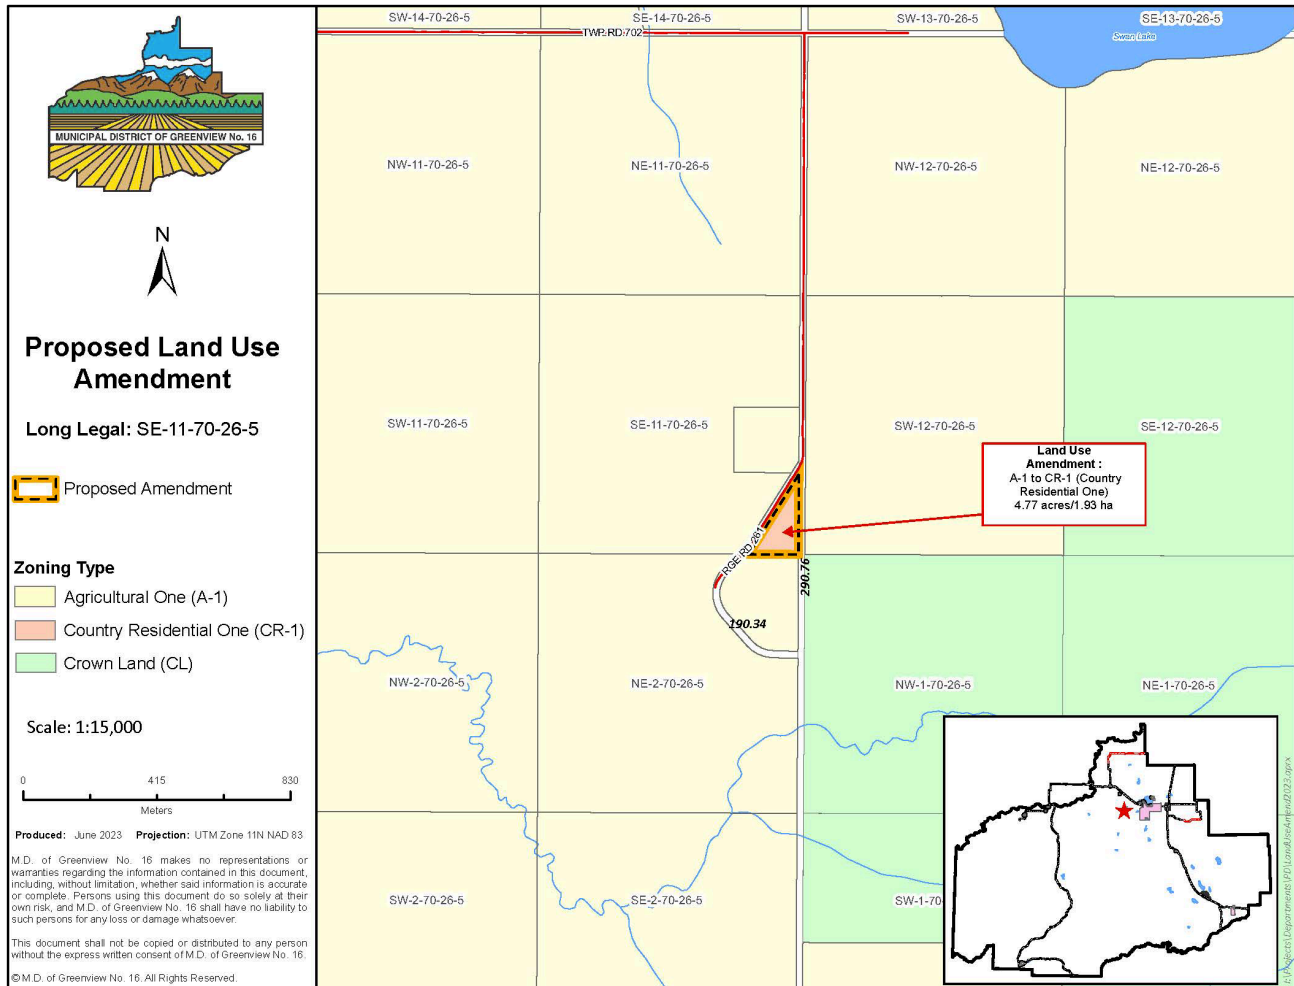 MUNICIPAL DISTRICT OF GREENVIEW No. 16
N
Proposed Land Use
Amendment
Long Legal: SE-11-70-26-5
Proposed Amendment
Zoning Type
Agricultural One (A-1)
Country Residential One (CR-1)
Crown Land (CL)
Scale: 1:15,000
0 415 830
Meters
Produced: June 2023 Projection: UTM Zone 11N NAD 83
M.D. of Greenview No. 16 makes no representations or
warranties regarding the information contained in this document,
including, without limitation, whether said information is accurate
or complete. Persons using this document do so solely at their
own risk, and M.D. of Greenview No. 16 shall have no liability to
such persons for any loss or damage whatsoever.
This document shall not be copied or distributed to any person
without the express written consent of M.D. of Greenview No. 16.
© M.D. of Greenview No. 16. All Rights Reserved.
SW-14-70-26-5 SE-14-70-26-5 SW-13-70-26-5 SE-13-70-26-5
TWP RD 702
Swan Lake
NW-11-70-26-5 NE-11-70-26-5 NW-12-70-26-5 NE-12-70-26-5
SW-11-70-26-5 SE-11-70-26-5 SW-12-70-26-5 SE-12-70-26-5
Land Use
Amendment :
A-1 to CR-1 (Country
Residential One)
4.77 acres/1.93 ha
RGE RD 261
290.76
190.34
NW-2-70-26-5 NE-2-70-26-5 NW-1-70-26-5 NE-1-70-26-5
SW-2-70-26-5 SE-2-70-26-5 SW-1-70
I:\Projects\Departments\PD\LandUseAmend2023.aprx